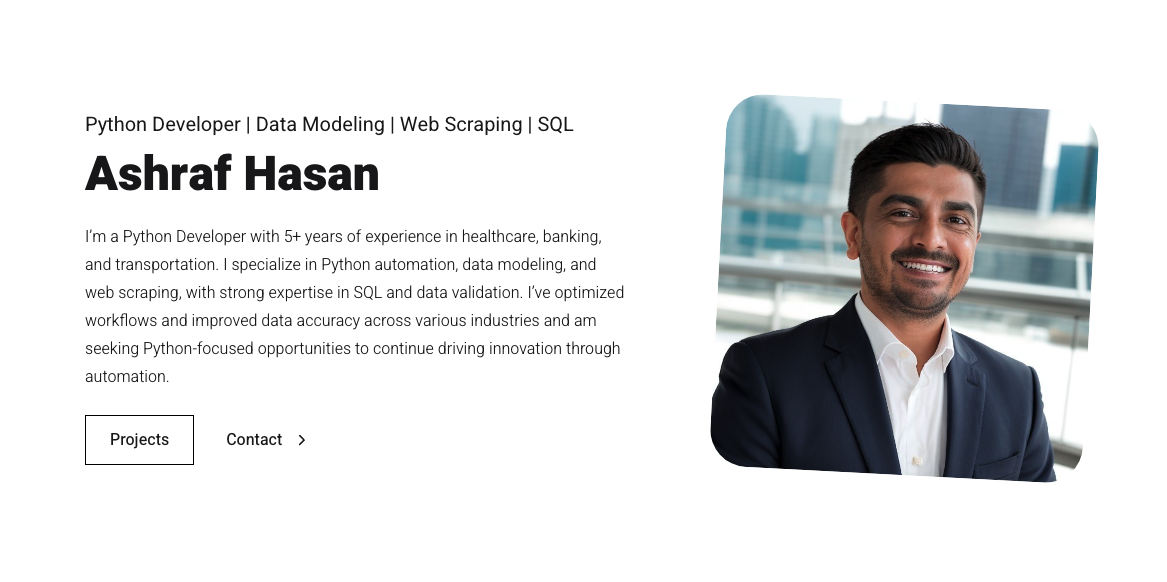 Python Developer | Data Modeling | Web Scraping | SQL
Ashraf Hasan
I’m a Python Developer with 5+ years of experience in healthcare, banking,
and transportation. I specialize in Python automation, data modeling, and
web scraping, with strong expertise in SQL and data validation. I’ve optimized
workflows and improved data accuracy across various industries and am
seeking Python-focused opportunities to continue driving innovation through
automation.
Projects
Contact